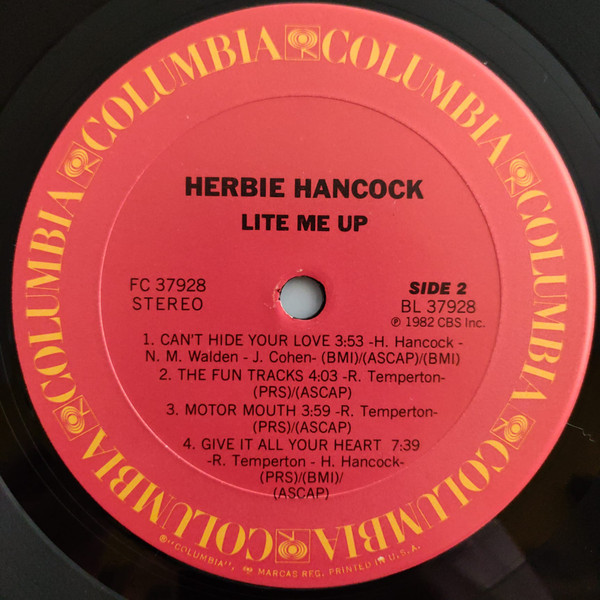 COLUMBIA COLUMBIA COLUMBIA COLUMBIA COLUMBIA COLUMBIA
HERBIE HANCOCK
LITE ME UP
FC 37928
STEREO
SIDE 2
BL 37928
℗ 1982 CBS Inc.
1. CAN'T HIDE YOUR LOVE 3:53 -H. Hancock -
N. M. Walden - J. Cohen- (BMI)/(ASCAP)/(BMI)
2. THE FUN TRACKS 4:03 -R. Temperton-
(PRS)/(ASCAP)
3. MOTOR MOUTH 3:59 -R. Temperton-
(PRS)/(ASCAP)
4. GIVE IT ALL YOUR HEART 7:39
-R. Temperton - H. Hancock-
(PRS)/(BMI)/
(ASCAP)
®"COLUMBIA", MARCAS REG. PRINTED IN U.S.A.